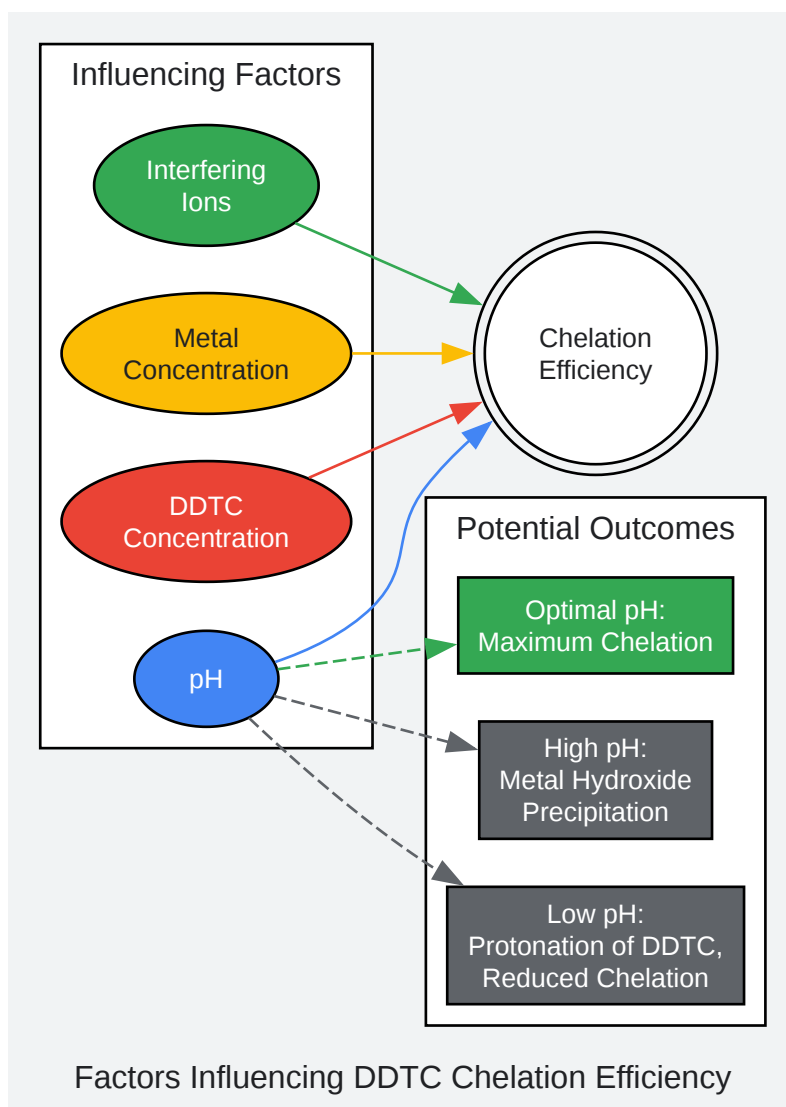 Influencing Factors
Interfering
Ions
Metal
Concentration
DDTC
Concentration
pH
Chelation
Efficiency
Potential Outcomes
Optimal pH:
Maximum Chelation
High pH:
Metal Hydroxide
Precipitation
Low pH:
Protonation of DDTC,
Reduced Chelation
Factors Influencing DDTC Chelation Efficiency